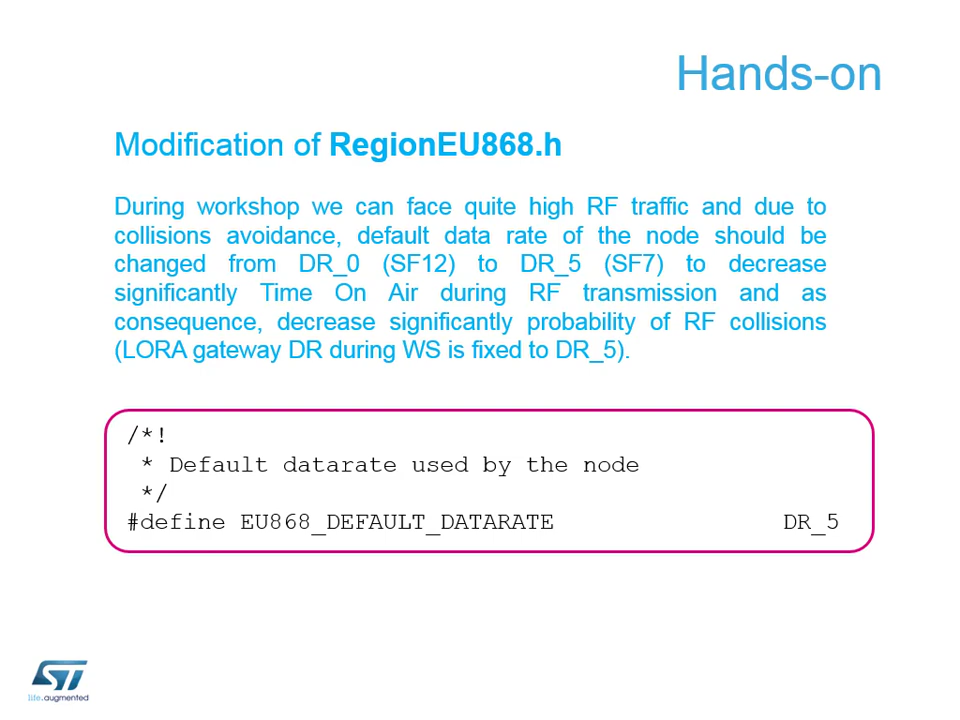 Hands-on
Modification of RegionEU868.h
During workshop we can face quite high RF traffic and due to
collisions avoidance, default data rate of the node should be
changed from DR_0 (SF12) to DR_5 (SF7) to decrease
significantly Time On Air during RF transmission and as
consequence, decrease significantly probability of RF collisions
(LORA gateway DR during WS is fixed to DR_5).
/*!
 * Default datarate used by the node
 */
#define EU868_DEFAULT_DATARATE                DR_5
ST
life.augmented